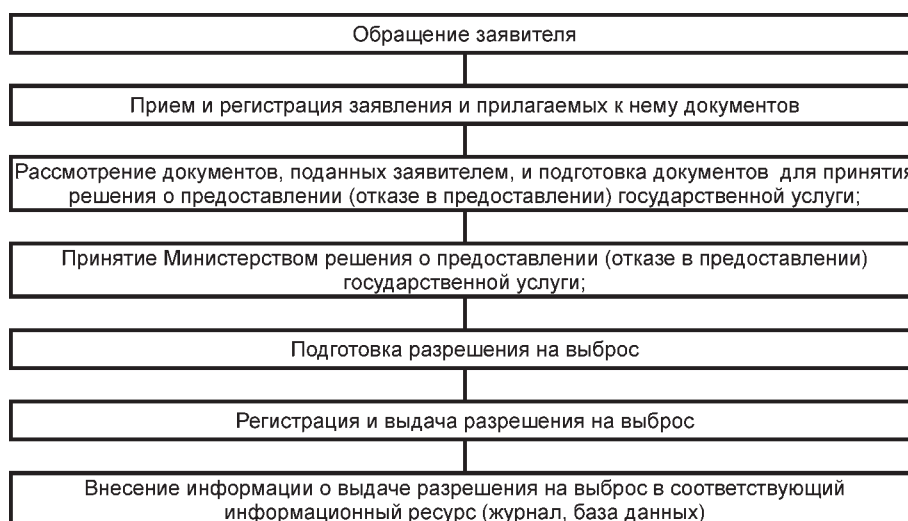 Обращение заявителя
Прием и регистрация заявления и прилагаемых к нему документов
Рассмотрение документов, поданных заявителем, и подготовка документов для принятия
решения о предоставлении (отказе в предоставлении) государственной услуги;
Принятие Министерством решения о предоставлении (отказе в предоставлении)
государственной услуги;
Подготовка разрешения на выброс
Регистрация и выдача разрешения на выброс
Внесение информации о выдаче разрешения на выброс в соответствующий
информационный ресурс (журнал, база данных)